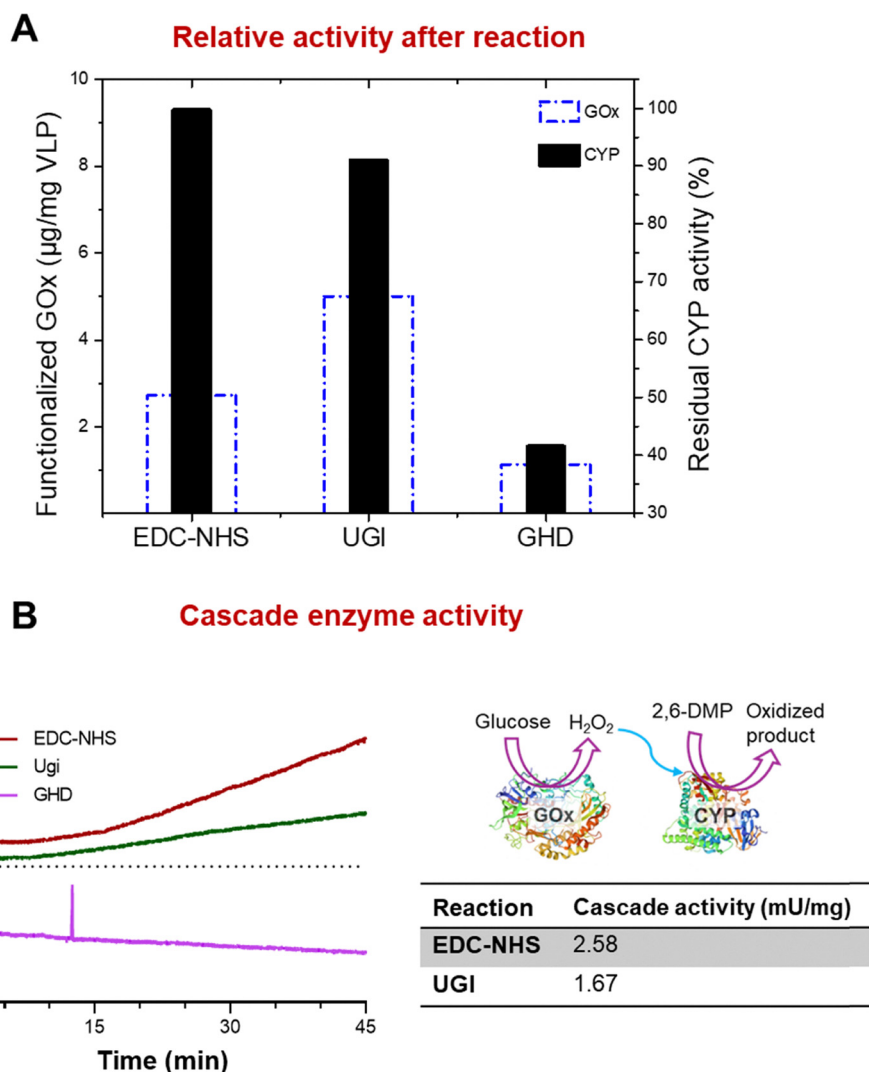 A
Relative activity after reaction
Functionalized GOx (µg/mg VLP)
10
8
6
4
2
GOx
CYP
100
90
80
70
60
50
40
30
Residual CYP activity (%)
EDC-NHS UGI GHD
B
Cascade enzyme activity
EDC-NHS
Ugi
GHD
15 30 45
Time (min)
Glucose H₂O₂ 2,6-DMP Oxidized
product
GOx CYP
Reaction Cascade activity (mU/mg)
EDC-NHS 2.58
UGI 1.67